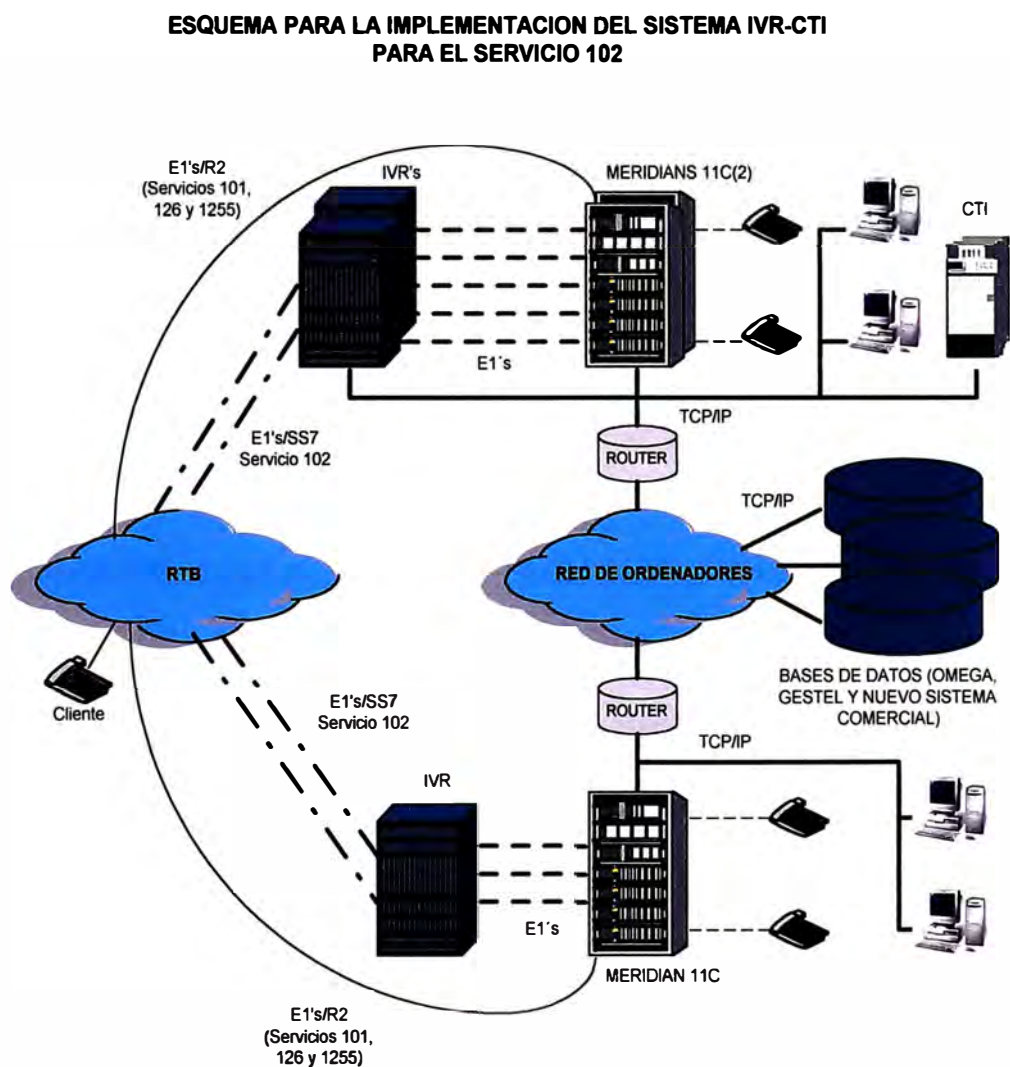 ESQUEMA PARA LA IMPLEMENTACION DEL SISTEMA IVR-CTI
PARA EL SERVICIO 102
E1's/R2
(Servicios 101,
126 y 1255)
IVR's
MERIDIANS 11C(2)
CTI
E1´s
TCP/IP
E1's/SS7
Servicio 102
ROUTER
TCP/IP
RTB
RED DE ORDENADORES
Cliente
BASES DE DATOS (OMEGA,
GESTEL Y NUEVO SISTEMA
COMERCIAL)
E1's/SS7
Servicio 102
ROUTER
TCP/IP
IVR
E1´s
MERIDIAN 11C
E1's/R2
(Servicios 101,
126 y 1255)